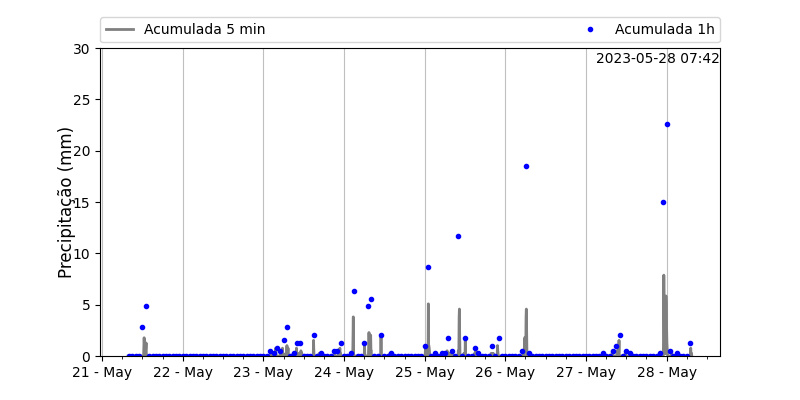 Acumulada 5 min
Acumulada 1h
2023-05-28 07:42
Precipitação (mm)
30
25
20
15
10
5
0
21 - May
22 - May
23 - May
24 - May
25 - May
26 - May
27 - May
28 - May